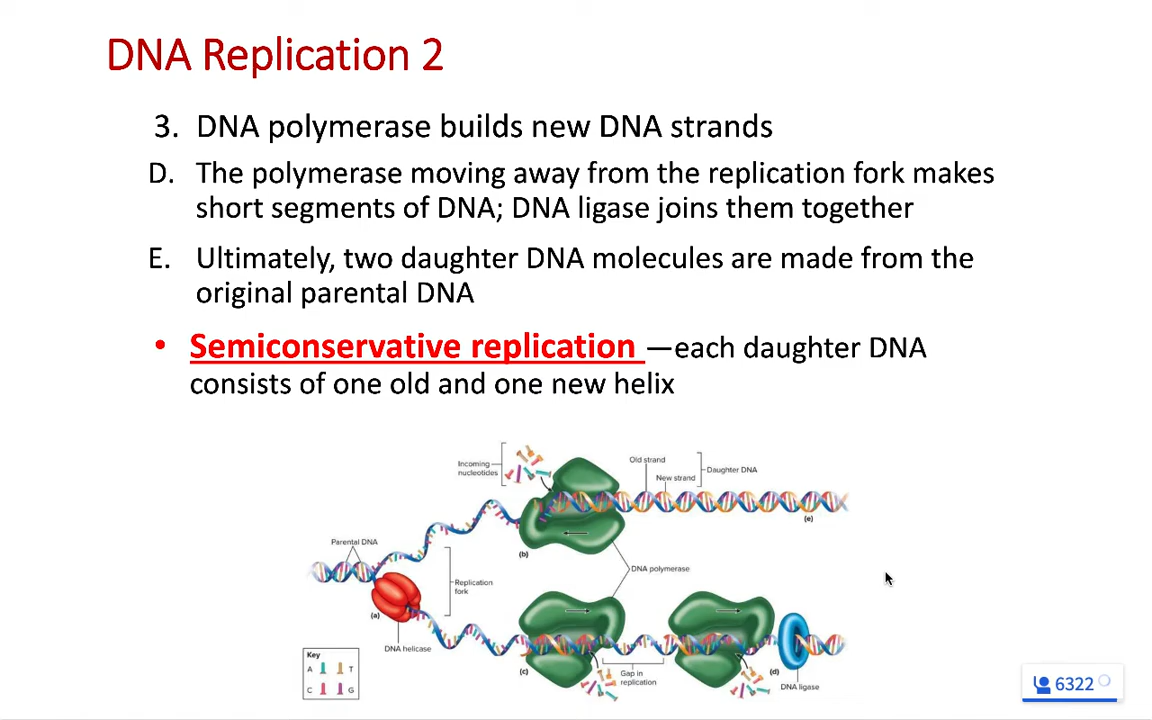 DNA Replication 2
3. DNA polymerase builds new DNA strands
D. The polymerase moving away from the replication fork makes
short segments of DNA; DNA ligase joins them together
E. Ultimately, two daughter DNA molecules are made from the
original parental DNA
• Semiconservative replication —each daughter DNA
consists of one old and one new helix
Incoming
nucleotides
Old strand
New strand
Daughter DNA
(e)
Parental DNA
(b)
DNA polymerase
Replication
fork
(a)
DNA helicase
(c)
Gap in
replication
(d)
DNA ligase
Key
A T
C G
6322